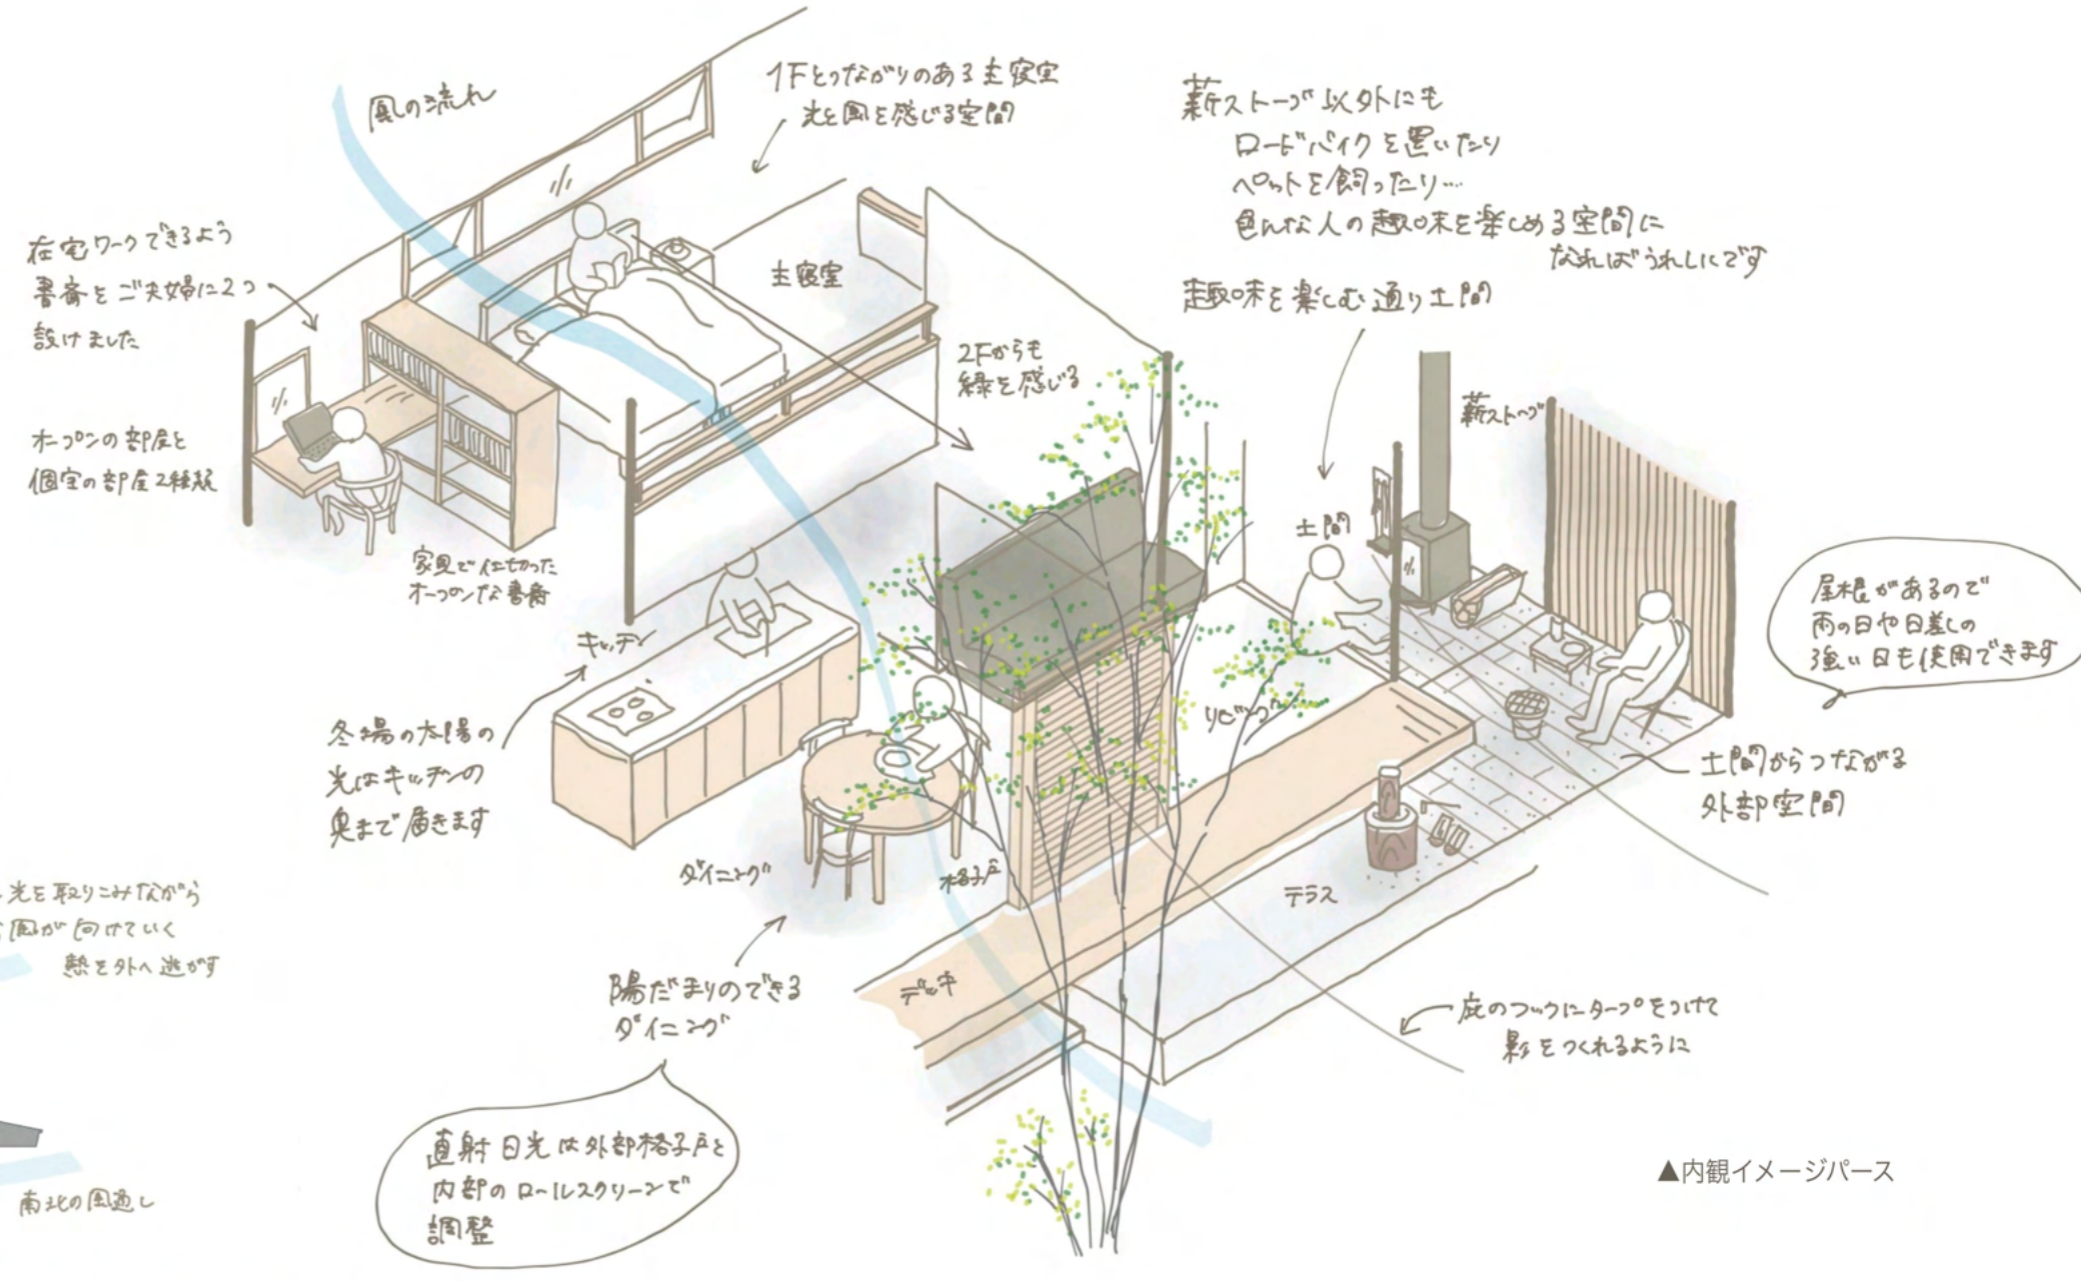 風の流れ
1Fとつながりのある主寝室
光と風を感じる空間
薪ストーブ以外にも
ロードバイクを置いたり
ペットを飼ったり…
色んな人の趣味を楽しめる空間に
なればうれしいです
趣味を楽しむ通り土間
在宅ワークできるよう
書斎をご夫婦に2つ
設けました
主寝室
2Fからも
緑を感じる
薪ストーブ
オープンの部屋と
個室の部屋2種類
土間
家具で仕切った
オープンな書斎
キッチン
屋根があるので
雨の日や日差しの
強い日も使用できます
冬場の太陽の
光はキッチンの
奥まで届きます
リビング
土間からつながる
外部空間
ダイニング
格子戸
テラス
光を取りこみながら
風が向けていく
熱を外へ逃がす
陽だまりのできる
ダイニング
デッキ
庇のフックにタープをつけて
影をつくれるように
直射日光は外部格子戸と
内部のロールスクリーンで
調整
▲内観イメージパース
南北の風通し